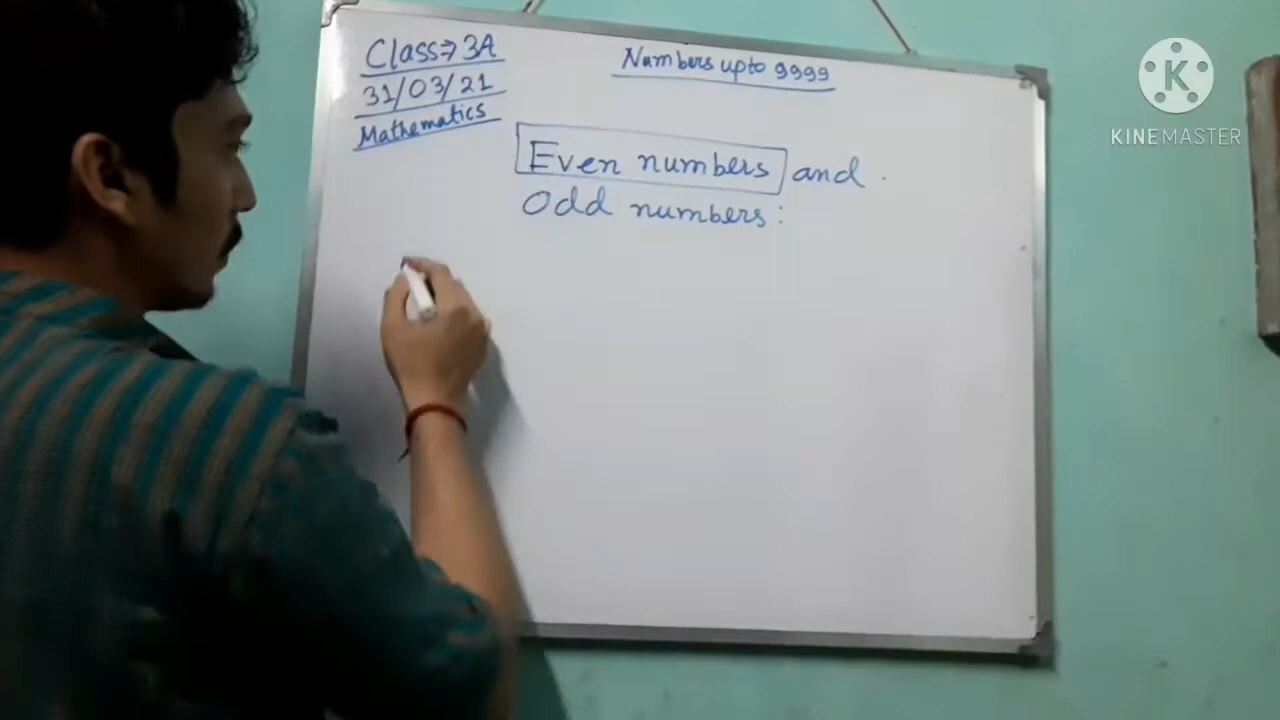 Class⇒3A
31/03/21
Mathematics
Numbers upto 9999
Even numbers and .
Odd numbers:
K
KINEMASTER